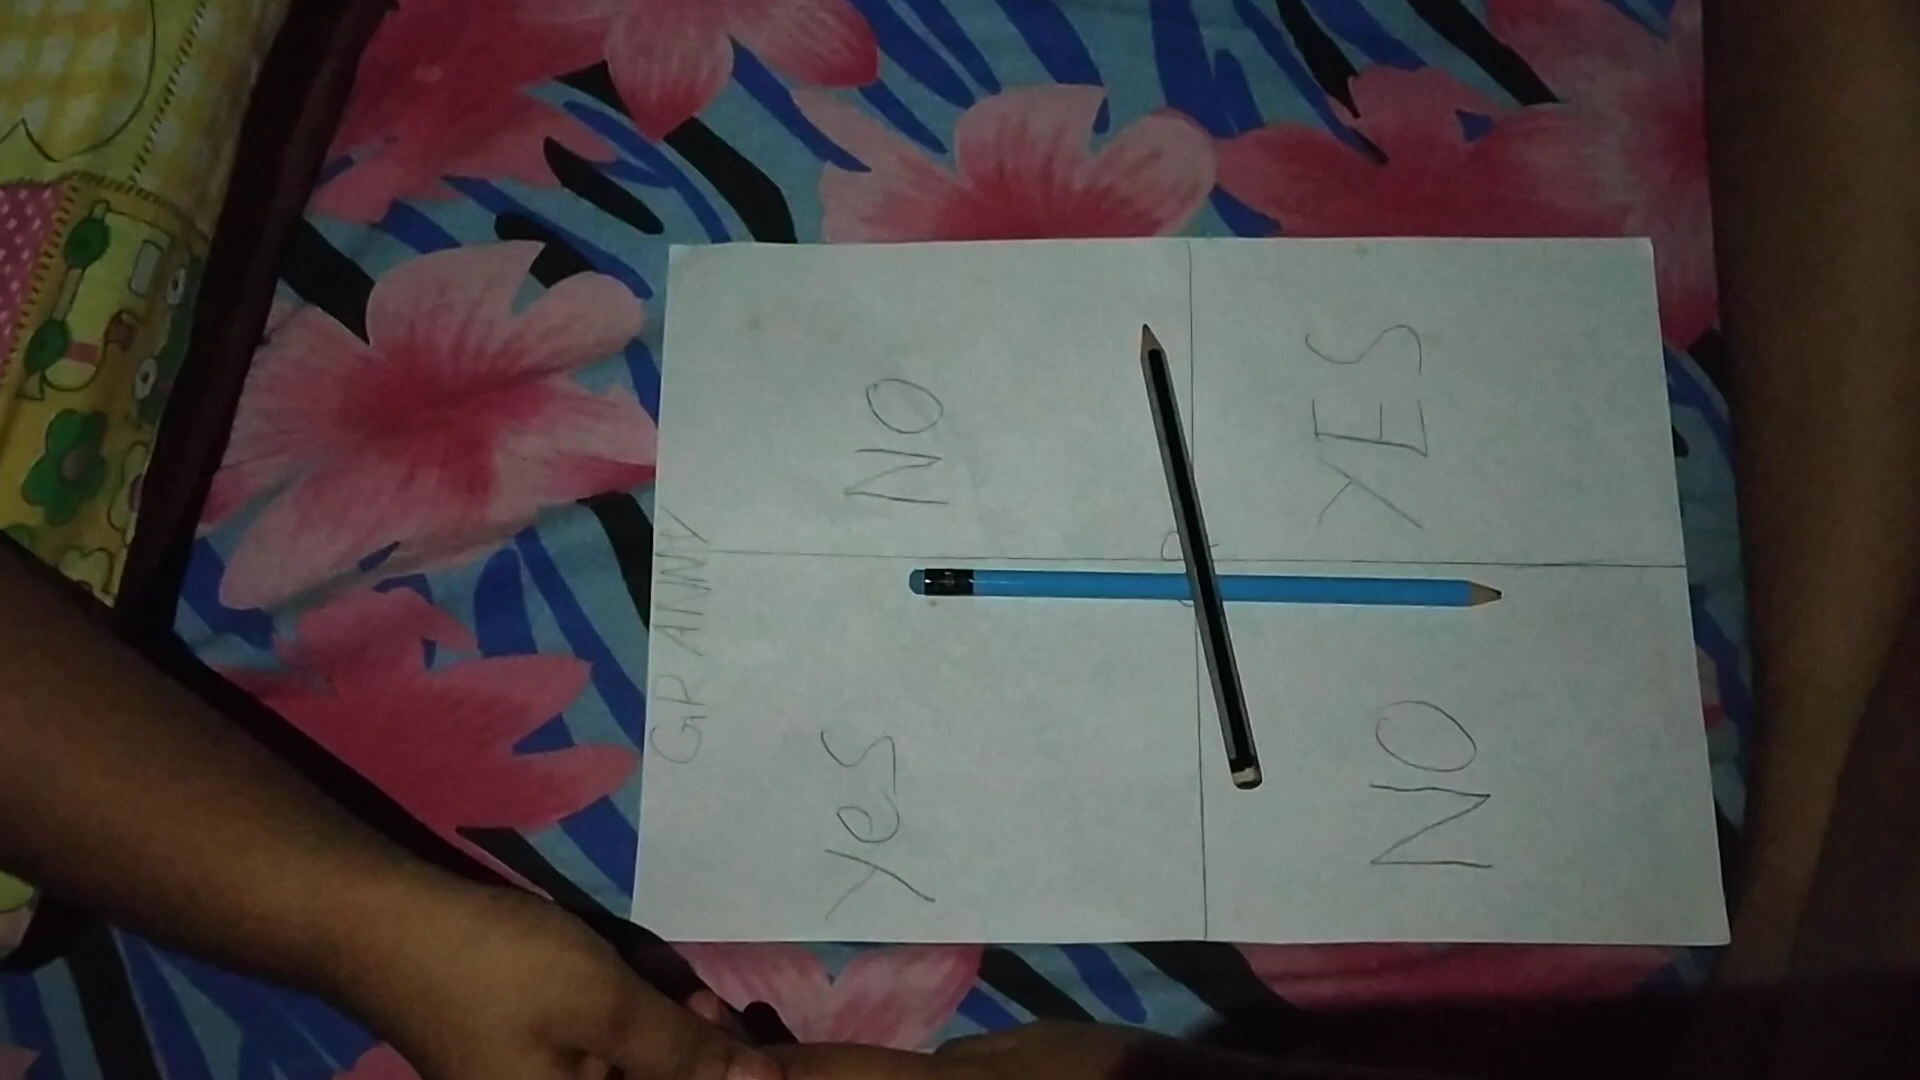 GRANNY
Yes NO
NO YES